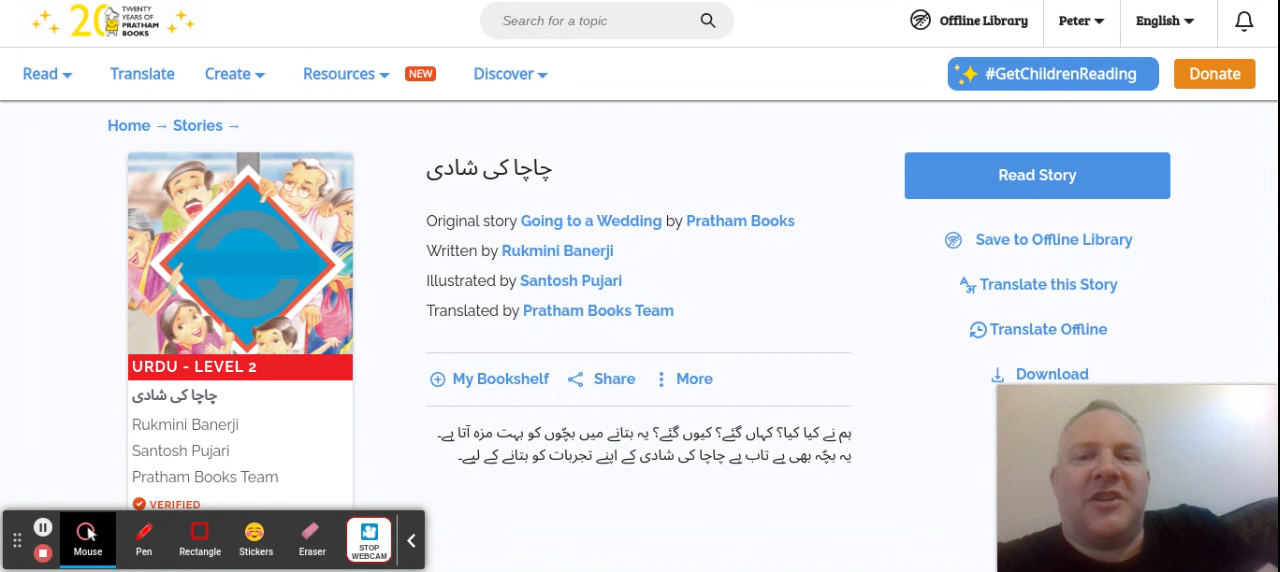 TWENTY
YEARS OF
PRATHAM
BOOKS
20
Search for a topic
Offline Library
Peter
English
Read
Translate
Create
Resources
NEW
Discover
#GetChildrenReading
Donate
Home → Stories →
چاچا کی شادی
Original story Going to a Wedding by Pratham Books
Written by Rukmini Banerji
Illustrated by Santosh Pujari
Translated by Pratham Books Team
My Bookshelf
Share
More
ہم نے کیا کیا؟ کہاں گئے؟ کیوں گئے؟ یہ بتانے میں بچّوں کو بہت مزہ آتا ہے۔
یہ بچّہ بھی بے تاب ہے چاچا کی شادی کے اپنے تجربات کو بتانے کے لیے۔
Read Story
Save to Offline Library
Translate this Story
Translate Offline
Download
URDU - LEVEL 2
چاچا کی شادی
Rukmini Banerji
Santosh Pujari
Pratham Books Team
VERIFIED
Mouse
Pen
Rectangle
Stickers
Eraser
STOP
WEBCAM